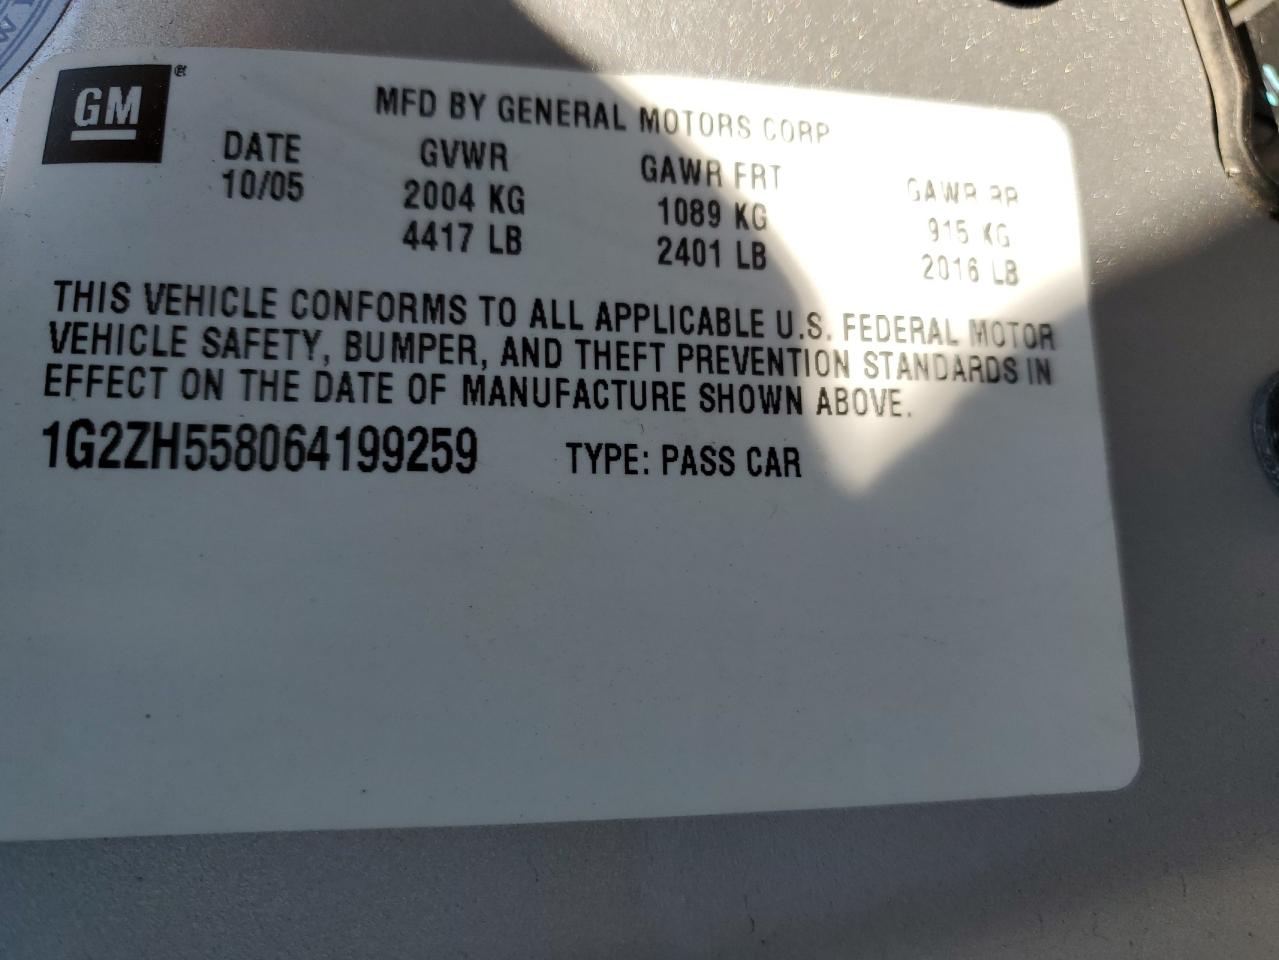 GM ®
MFD BY GENERAL MOTORS CORP
DATE GVWR GAWR FRT GAWR RR
10/05 2004 KG 1089 KG 915 KG
4417 LB 2401 LB 2016 LB
THIS VEHICLE CONFORMS TO ALL APPLICABLE U.S. FEDERAL MOTOR
VEHICLE SAFETY, BUMPER, AND THEFT PREVENTION STANDARDS IN
EFFECT ON THE DATE OF MANUFACTURE SHOWN ABOVE.
1G2ZH558064199259 TYPE: PASS CAR